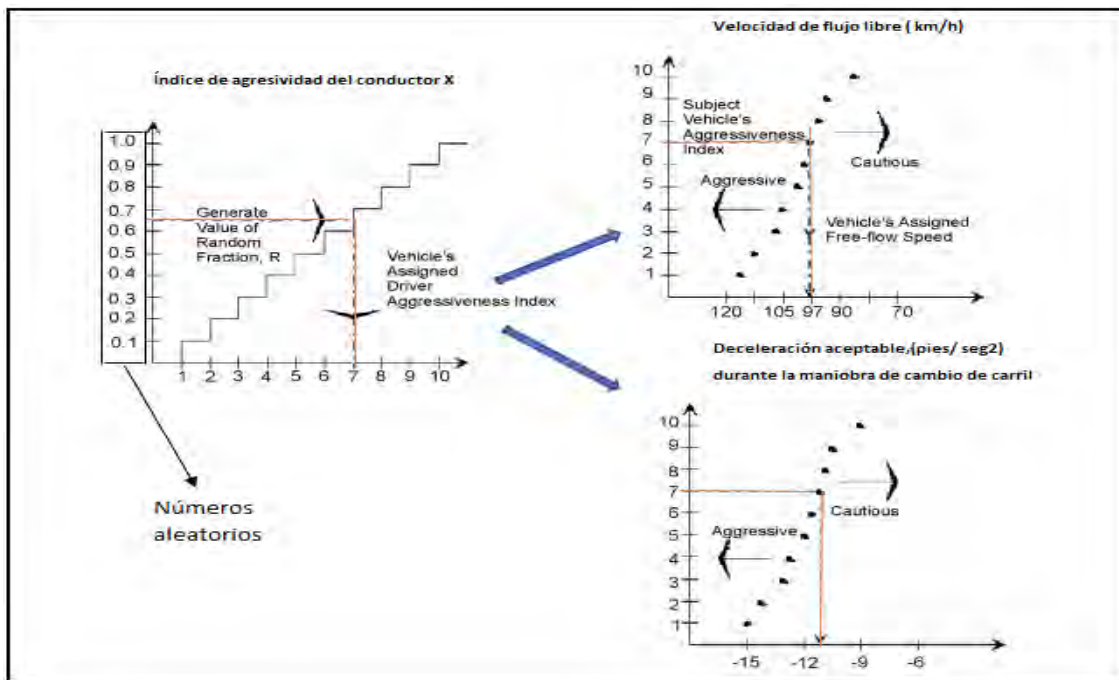 Índice de agresividad del conductor X
1.0
0.9
0.8
0.7
0.6
0.5
0.4
0.3
0.2
0.1
Generate
Value of
Random
Fraction, R
Vehicle's
Assigned
Driver
Aggressiveness Index
1 2 3 4 5 6 7 8 9 10
Números
aleatorios
Velocidad de flujo libre ( km/h)
10
9
8
7
6
5
4
3
2
1
Subject
Vehicle's
Aggressiveness
Index
Cautious
Aggressive
Vehicle's Assigned
Free-flow Speed
120 105 97 90 70
Deceleración aceptable,(pies/ seg2)
durante la maniobra de cambio de carril
10
9
8
7
6
5
4
3
2
1
Cautious
Aggressive
-15 -12 -9 -6